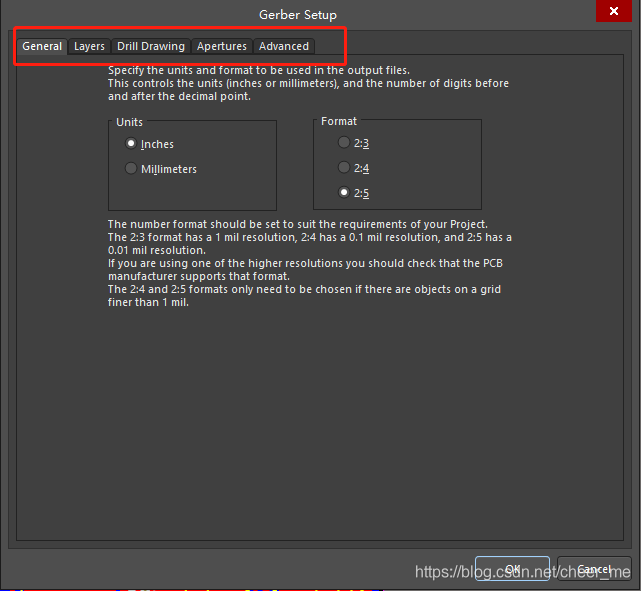 Gerber Setup
General Layers Drill Drawing Apertures Advanced
Specify the units and format to be used in the output files.
This controls the units (inches or millimeters), and the number of digits before
and after the decimal point.
Units
Inches
Millimeters
Format
2:3
2:4
2:5
The number format should be set to suit the requirements of your Project.
The 2:3 format has a 1 mil resolution, 2:4 has a 0.1 mil resolution, and 2:5 has a
0.01 mil resolution.
If you are using one of the higher resolutions you should check that the PCB
manufacturer supports that format.
The 2:4 and 2:5 formats only need to be chosen if there are objects on a grid
finer than 1 mil.
OK Cancel
https://blog.csdn.net/cheer_me